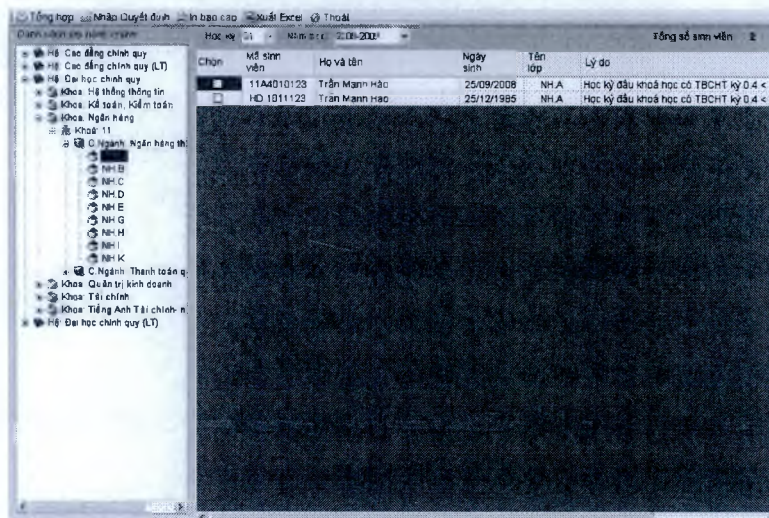 Tổng hợp Nhập Quyết định In báo cáo Xuất Excel Thoát
Học kỳ 01 Năm học 2008-2009 Tổng số sinh viên 2
Hệ: Cao đẳng chính quy
Hệ: Cao đẳng chính quy (LT)
Hệ: Đại học chính quy
Khoa: Hệ thống thông tin
Khoa: Kế toán, Kiểm toán
Khoa: Ngân hàng
Khoá: 11
C.Ngành: Ngân hàng th
NH.B
NH.C
NH.D
NH.E
NH.G
NH.H
NH.I
NH.K
C.Ngành: Thanh toán q
Khoa: Quản trị kinh doanh
Khoa: Tài chính
Khoa: Tiếng Anh Tài chính- n
Hệ: Đại học chính quy (LT)
Chọn Mã sinh viên Họ và tên Ngày sinh Tên lớp Lý do
11A4010123 Trần Mạnh Hào 25/09/2008 NH.A Học kỳ đầu khoá học có TBCHT kỳ 0.4 <
HD 1011123 Trần Mạnh Hào 25/12/1985 NH.A Học kỳ đầu khoá học có TBCHT kỳ 0.4 <